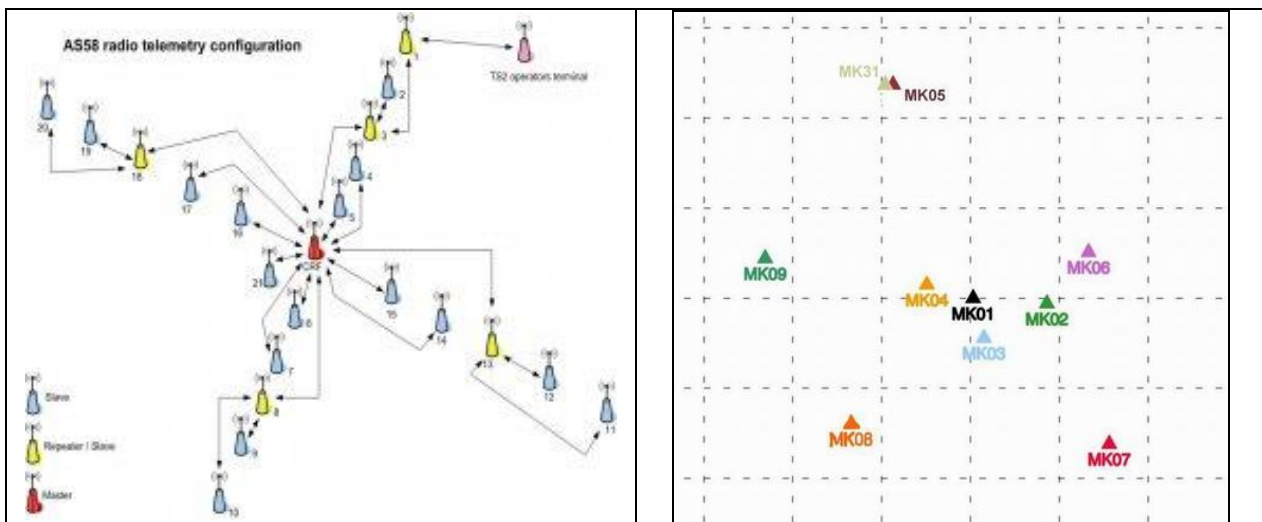 AS58 radio telemetry configuration
1
TS2 operators terminal
2
3
4
5
20
19
18
17
16
CRF
21
6
7
8
9
10
15
14
13
12
11
Slave
Repeater / Slave
Master
MK31
MK05
MK09
MK06
MK04
MK01
MK02
MK03
MK08
MK07